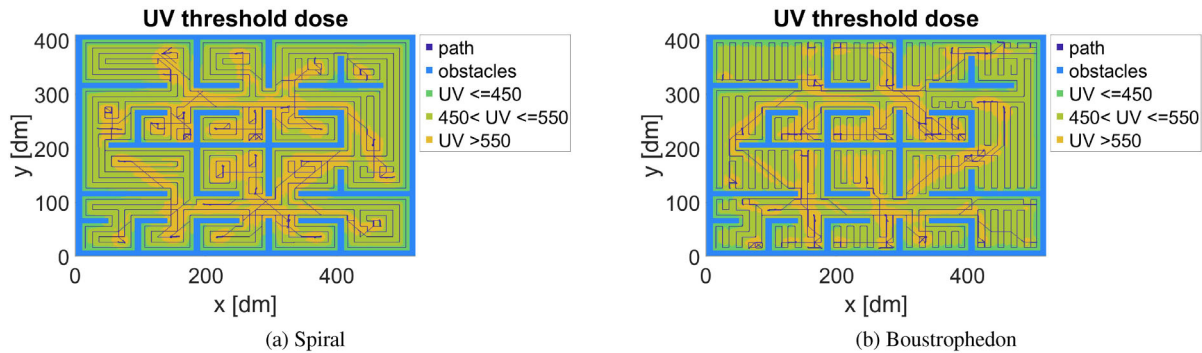 UV threshold dose
400
300
200
100
0
y [dm]
0
200
400
x [dm]
path
obstacles
UV <=450
450< UV <=550
UV >550
(a) Spiral
UV threshold dose
400
300
200
100
0
y [dm]
0
200
400
x [dm]
path
obstacles
UV <=450
450< UV <=550
UV >550
(b) Boustrophedon